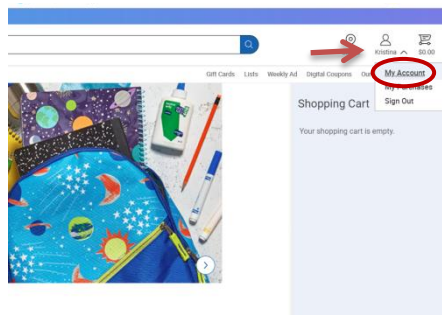 Kristina $0.00
Gift Cards Lists Weekly Ad Digital Coupons
My Account
My Purchases
Sign Out
Shopping Cart
Your shopping cart is empty.